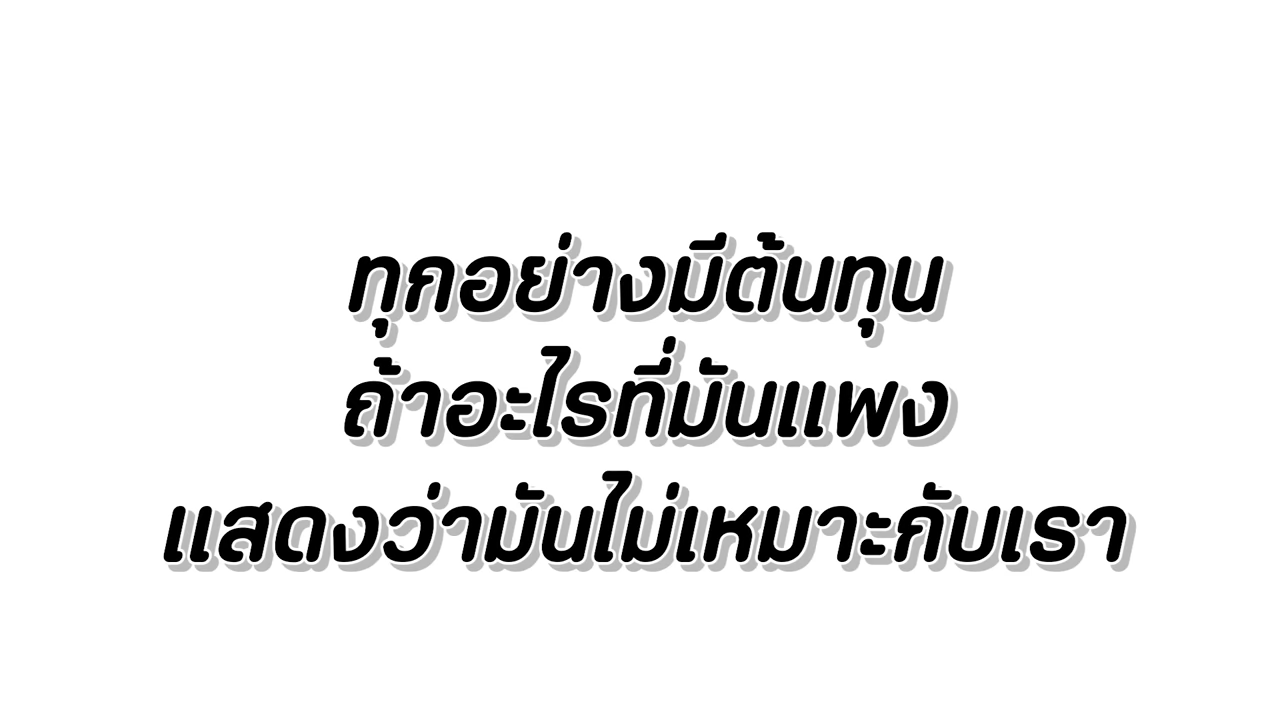 ทุกอย่างมีต้นทุน
ถ้าอะไรที่มันแพง
แสดงว่ามันไม่เหมาะกับเรา